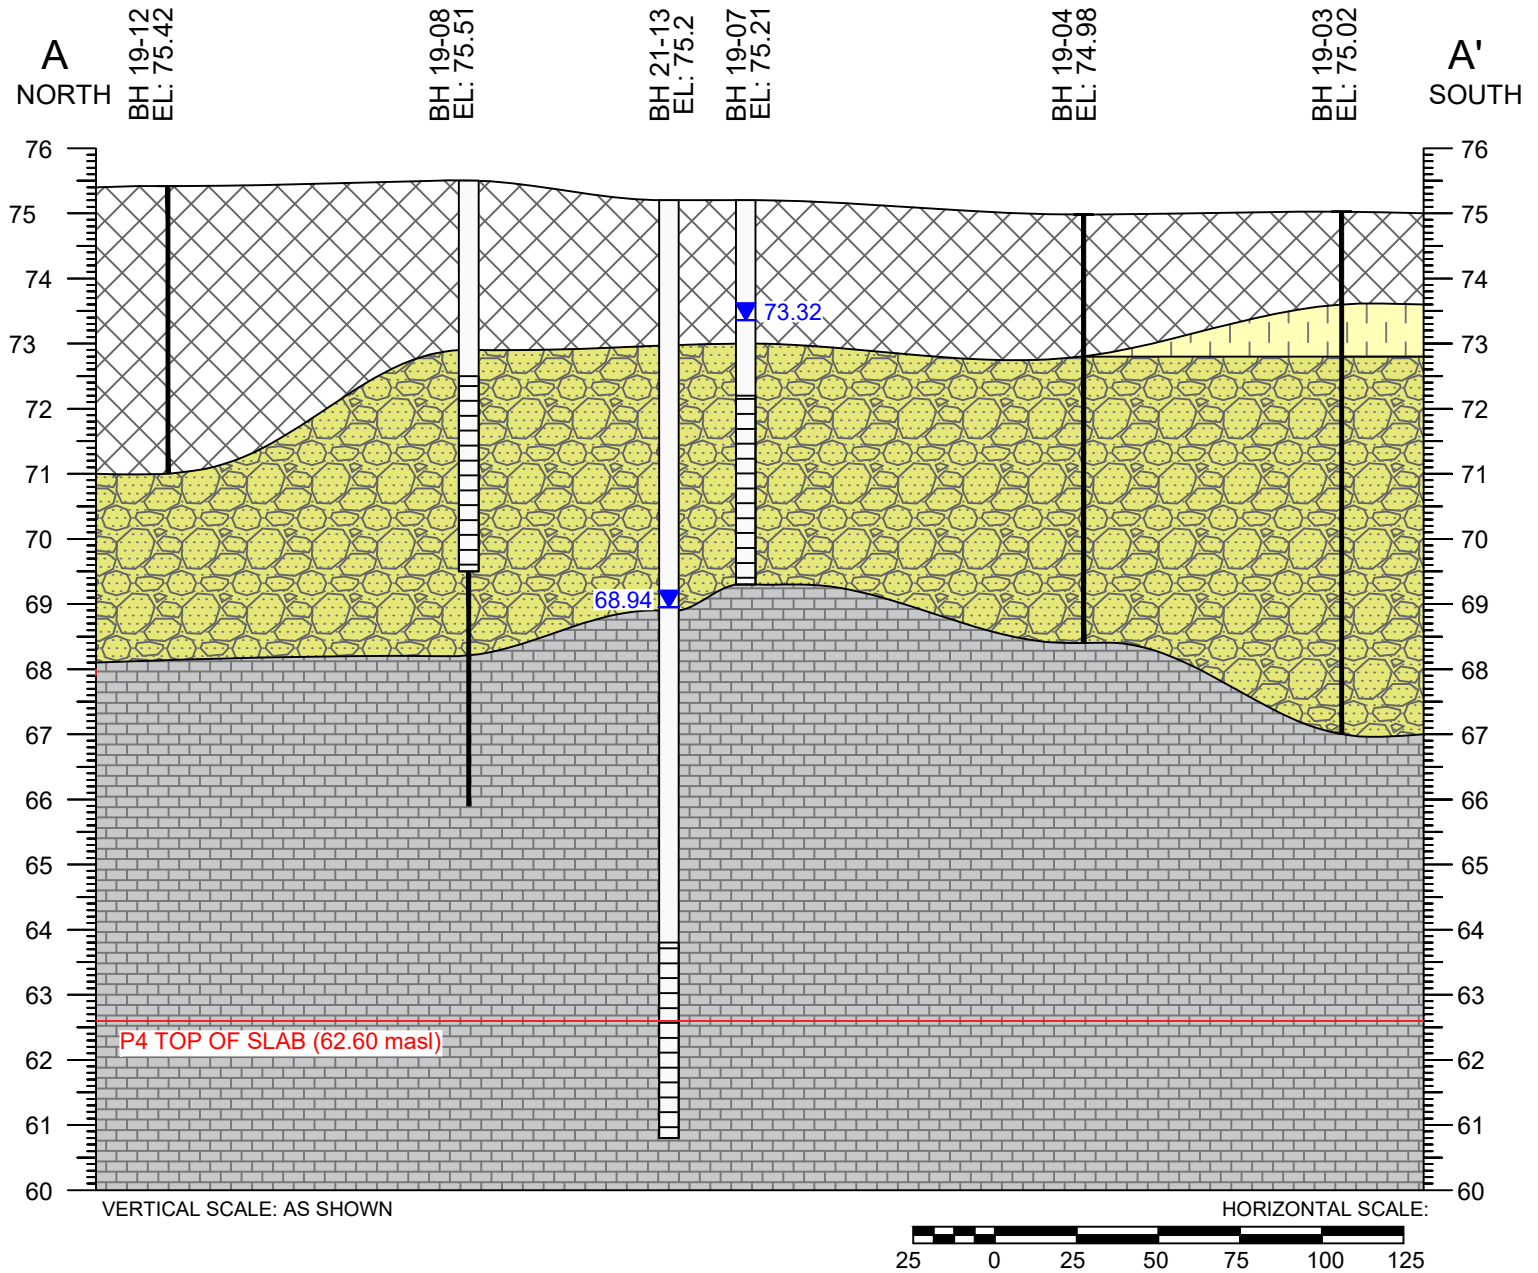 A
NORTH
BH 19-12
EL: 75.42
BH 19-08
EL: 75.51
BH 21-13
EL: 75.2
BH 19-07
EL: 75.21
BH 19-04
EL: 74.98
BH 19-03
EL: 75.02
A'
SOUTH
76
75
74
73
72
71
70
69
68
67
66
65
64
63
62
61
60
73.32
68.94
P4 TOP OF SLAB (62.60 masl)
76
75
74
73
72
71
70
69
68
67
66
65
64
63
62
61
60
VERTICAL SCALE: AS SHOWN
HORIZONTAL SCALE:
25 0 25 50 75 100 125